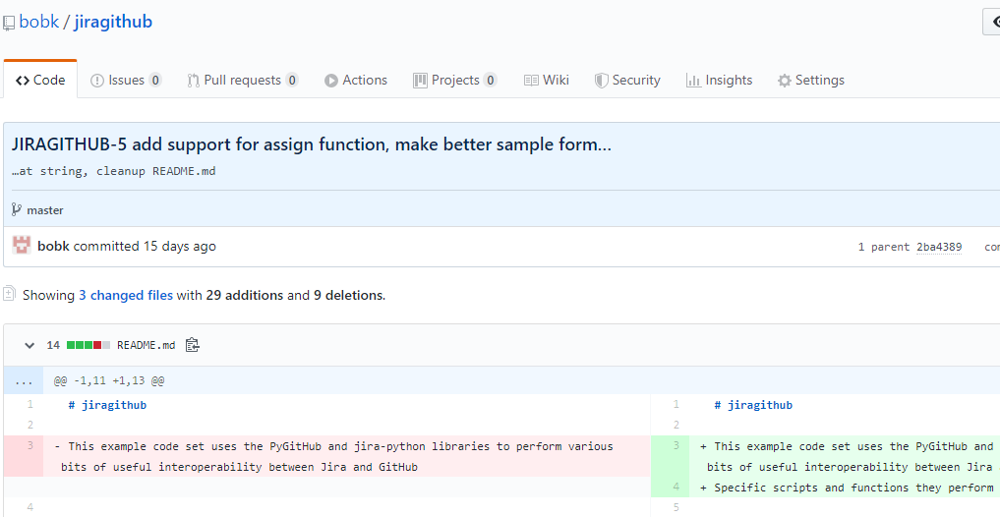 bobk / jiragithub
Code Issues 0 Pull requests 0 Actions Projects 0 Wiki Security Insights Settings
JIRAGITHUB-5 add support for assign function, make better sample form...
…at string, cleanup README.md
master
bobk committed 15 days ago 1 parent 2ba4389
Showing 3 changed files with 29 additions and 9 deletions.
14 README.md
... @@ -1,11 +1,13 @@
1 # jiragithub 1 # jiragithub
2 2
3 - This example code set uses the PyGitHub and jira-python libraries to perform various 3 + This example code set uses the PyGitHub and
bits of useful interoperability between Jira and GitHub bits of useful interoperability between Jira
4 + Specific scripts and functions they perform
4 5